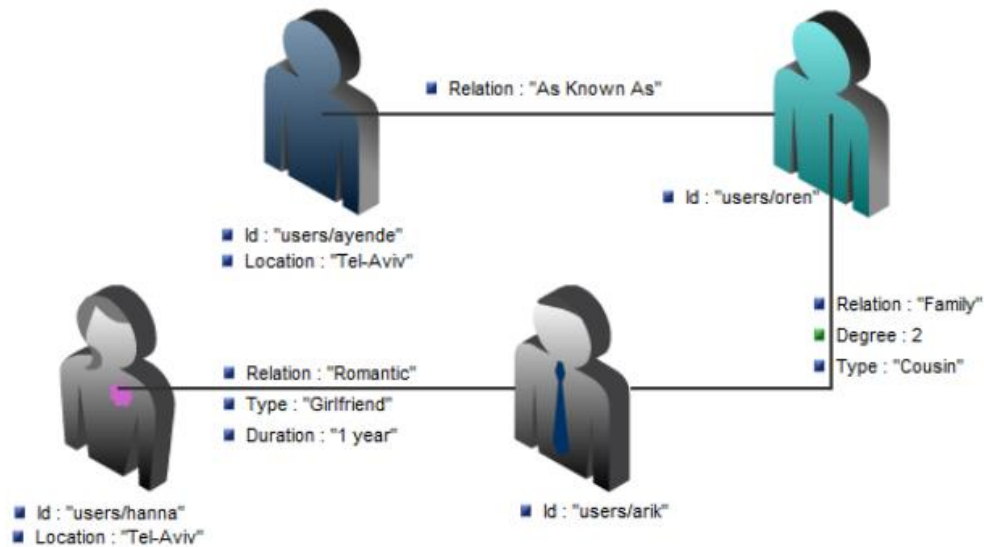 Relation : "As Known As"
Id : "users/oren"
Id : "users/ayende"
Location : "Tel-Aviv"
Relation : "Family"
Degree : 2
Type : "Cousin"
Relation : "Romantic"
Type : "Girlfriend"
Duration : "1 year"
Id : "users/hanna"
Location : "Tel-Aviv"
Id : "users/arik"